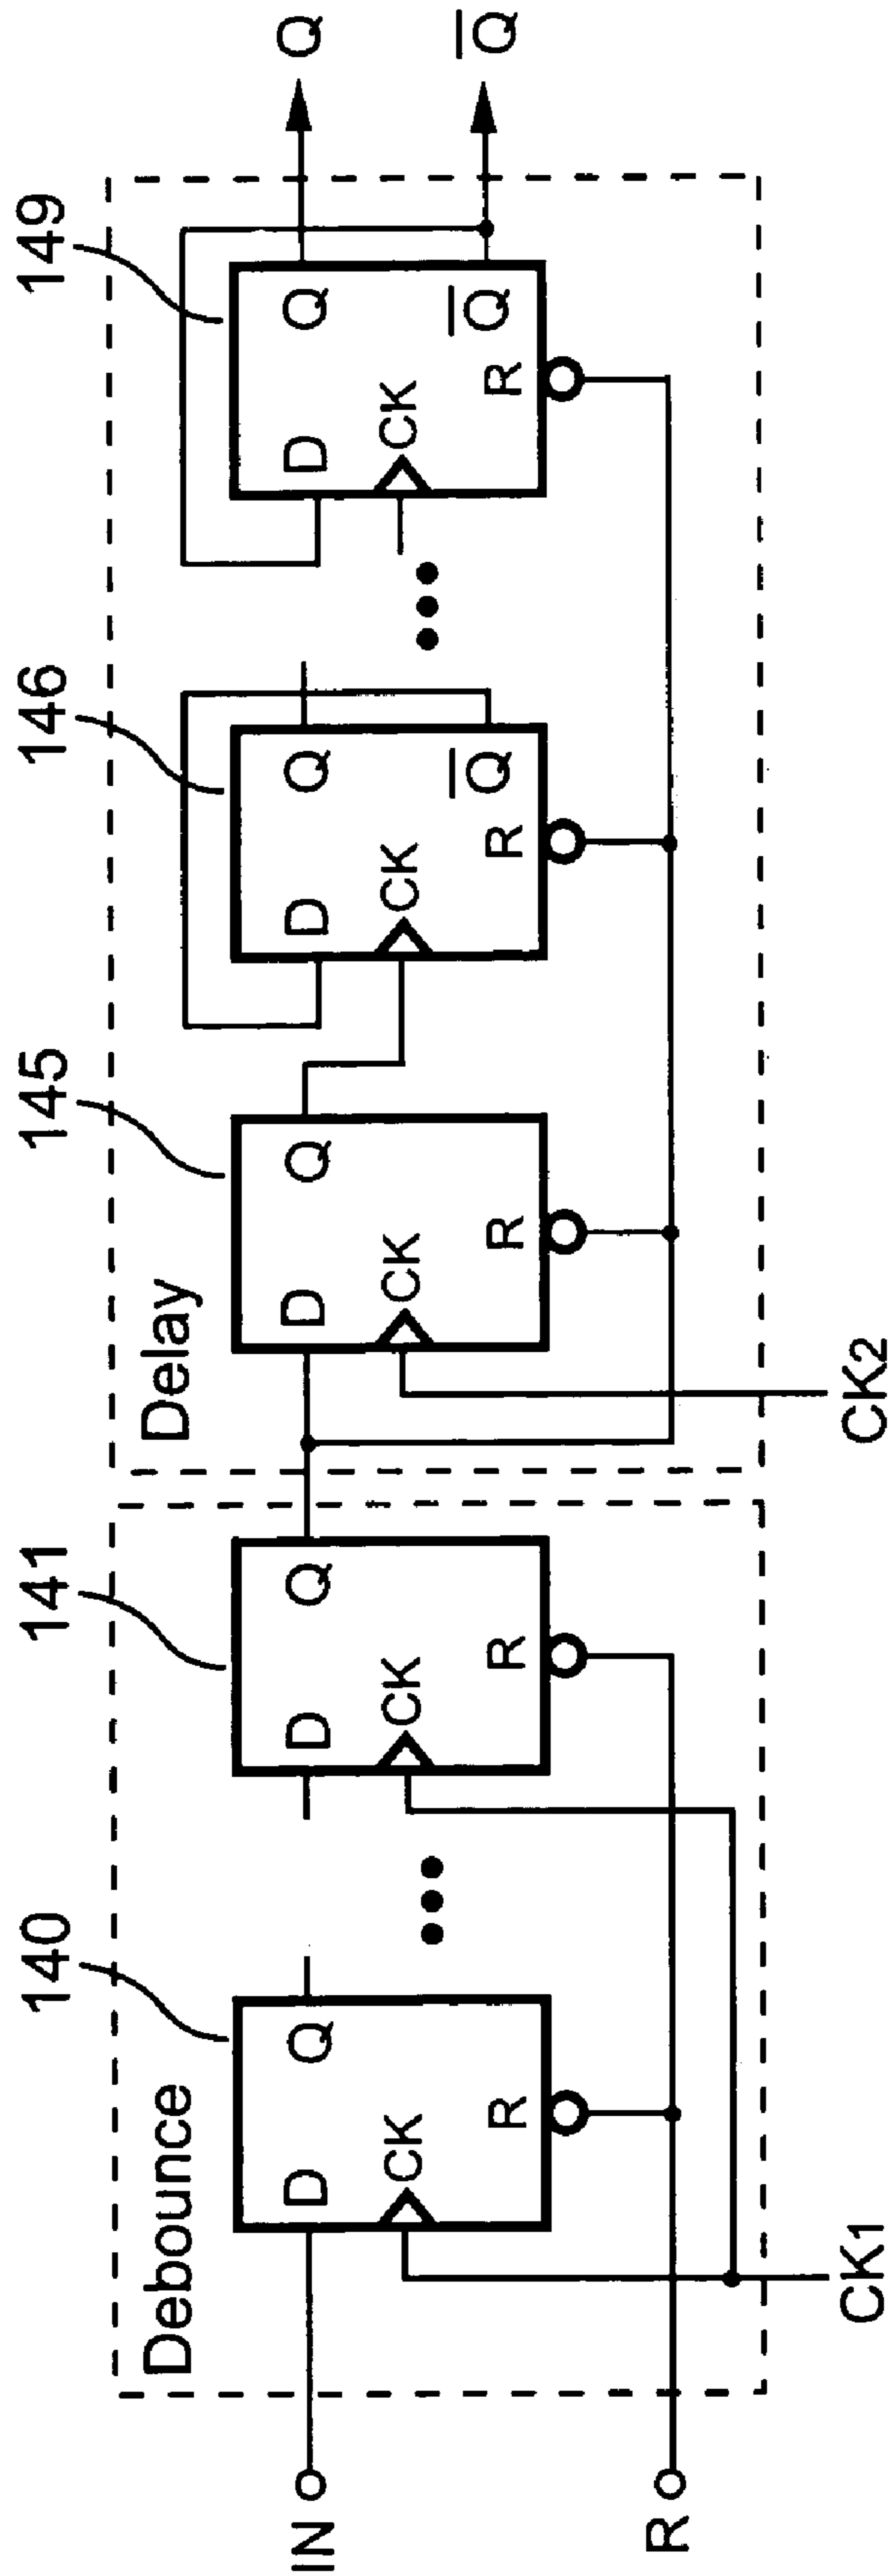 140
141
145
146
149
Debounce
Delay
IN
D
Q
CK
R
D
Q
CK
R
D
Q
CK
R
D
Q
CK
R
Q̅
D
Q
CK
R
Q̅
Q
Q̅
R
CK1
CK2